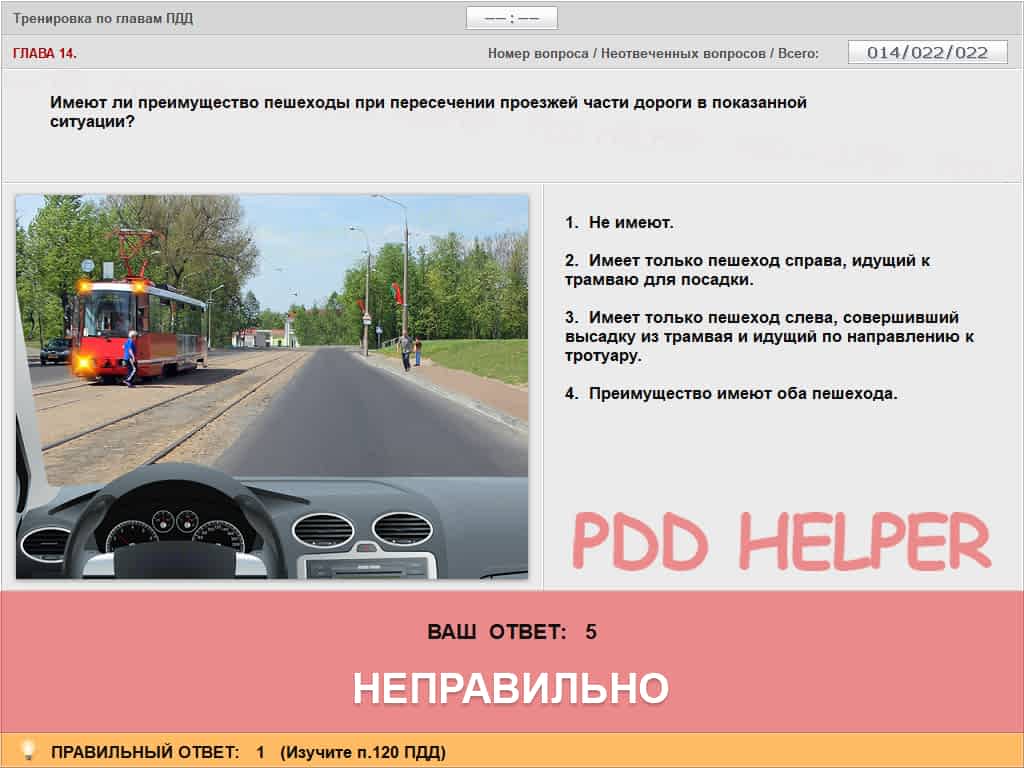 Тренировка по главам ПДД
—— : ——
ГЛАВА 14.
Номер вопроса / Неотвеченных вопросов / Всего:
014/022/022
Имеют ли преимущество пешеходы при пересечении проезжей части дороги в показанной
ситуации?
1. Не имеют.
2. Имеет только пешеход справа, идущий к
трамваю для посадки.
3. Имеет только пешеход слева, совершивший
высадку из трамвая и идущий по направлению к
тротуару.
4. Преимущество имеют оба пешехода.
PDD HELPER
ВАШ ОТВЕТ: 5
НЕПРАВИЛЬНО
ПРАВИЛЬНЫЙ ОТВЕТ: 1 (Изучите п.120 ПДД)